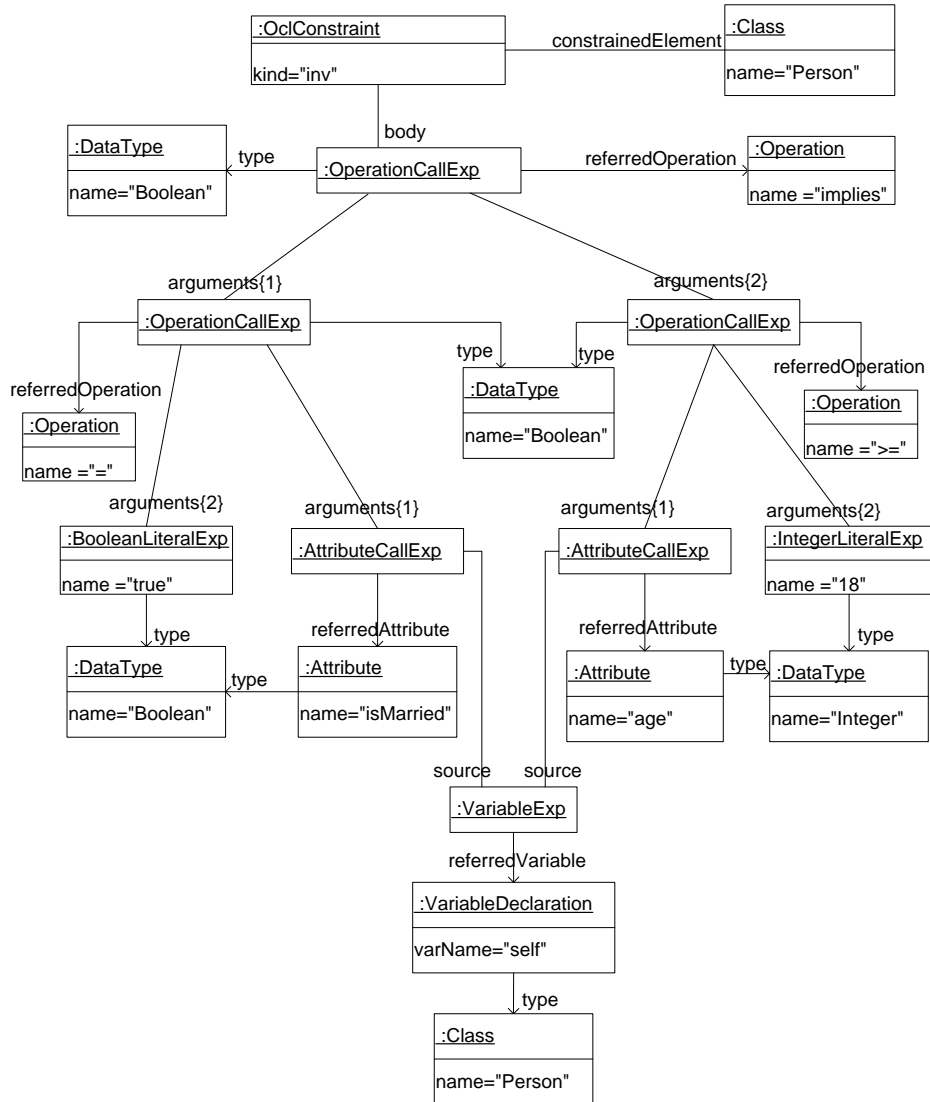 :OclConstraint
kind="inv"
constrainedElement
:Class
name="Person"
body
:DataType
name="Boolean"
type
:OperationCallExp
referredOperation
:Operation
name ="implies"
arguments{1}
arguments{2}
:OperationCallExp
:OperationCallExp
type
type
referredOperation
referredOperation
:Operation
name ="="
:DataType
name="Boolean"
:Operation
name =">="
arguments{2}
arguments{1}
arguments{1}
arguments{2}
:BooleanLiteralExp
name ="true"
:AttributeCallExp
:AttributeCallExp
:IntegerLiteralExp
name ="18"
type
referredAttribute
referredAttribute
type
:DataType
name="Boolean"
type
:Attribute
name="isMarried"
:Attribute
name="age"
type
:DataType
name="Integer"
source
source
:VariableExp
referredVariable
:VariableDeclaration
varName="self"
type
:Class
name="Person"